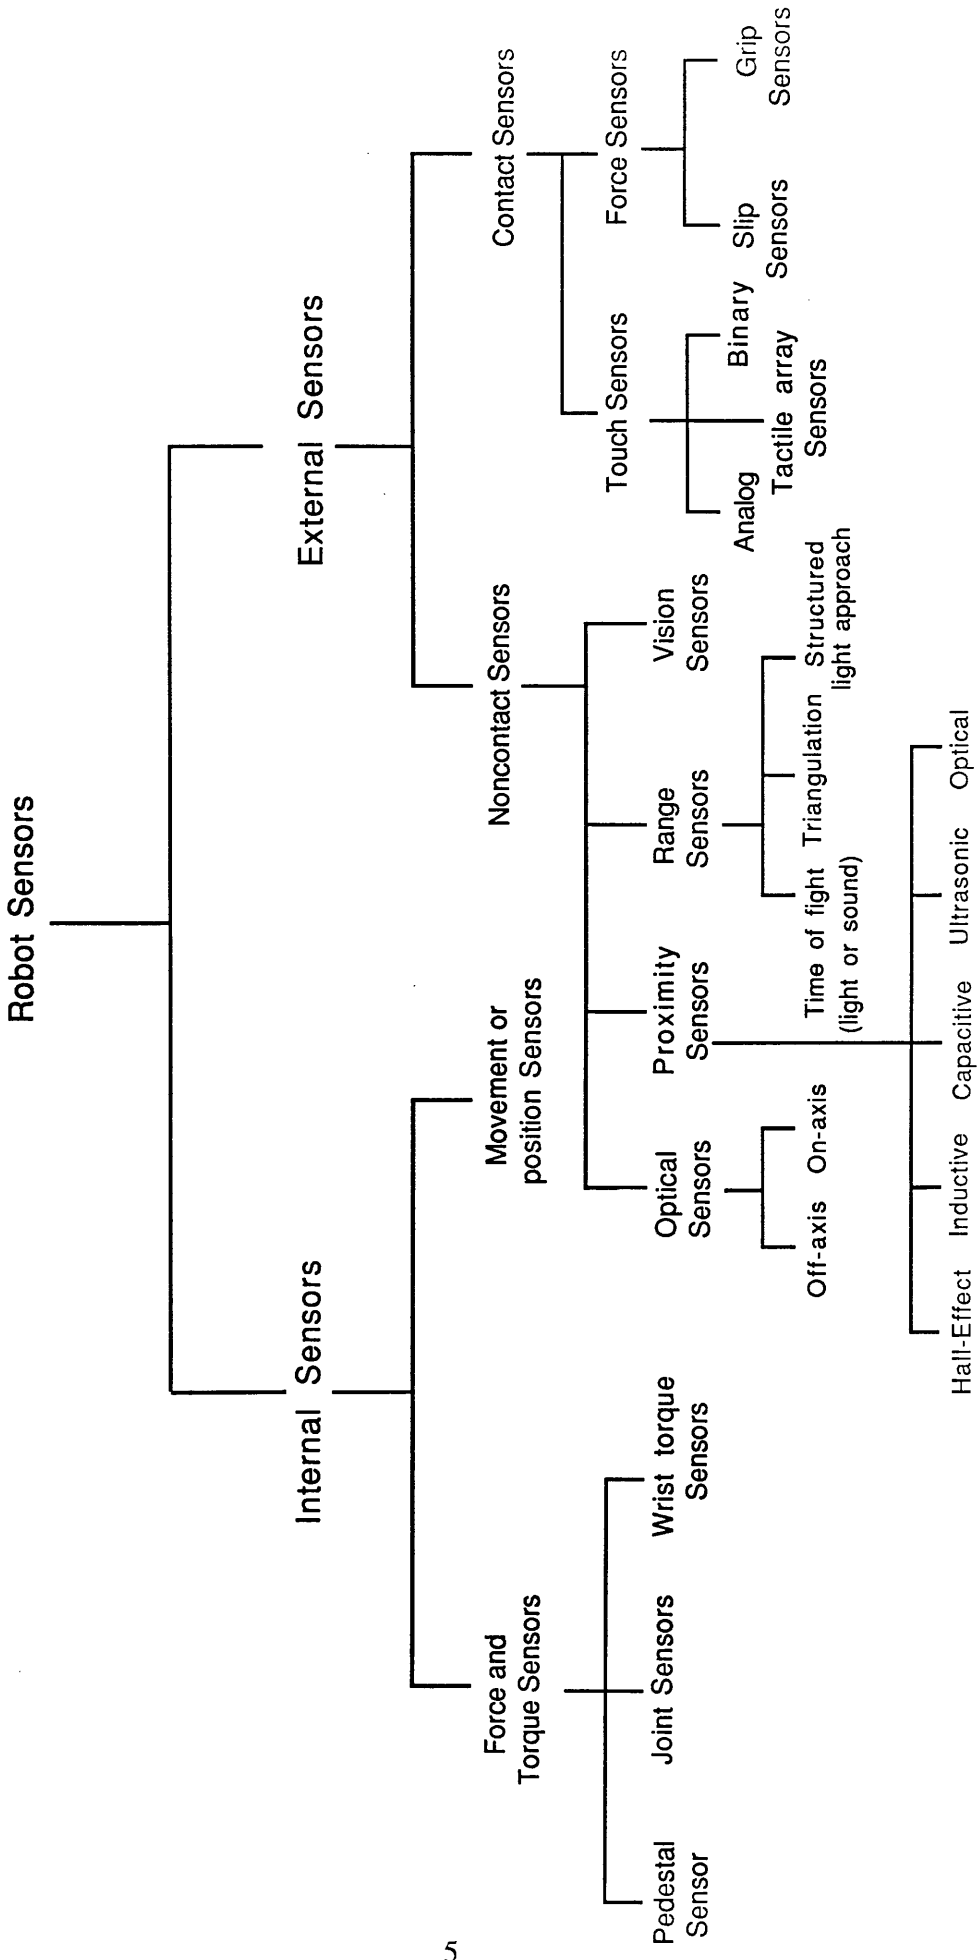 Robot Sensors
Internal Sensors
External Sensors
Force and
Torque Sensors
Movement or
position Sensors
Noncontact Sensors
Contact Sensors
Pedestal
Sensor
Joint Sensors
Wrist torque
Sensors
Optical
Sensors
Proximity
Sensors
Range
Sensors
Vision
Sensors
Touch Sensors
Force Sensors
Off-axis
On-axis
Time of fight
(light or sound)
Triangulation
Structured
light approach
Analog
Tactile array
Sensors
Binary
Slip
Sensors
Grip
Sensors
Hall-Effect
Inductive
Capacitive
Ultrasonic
Optical
5